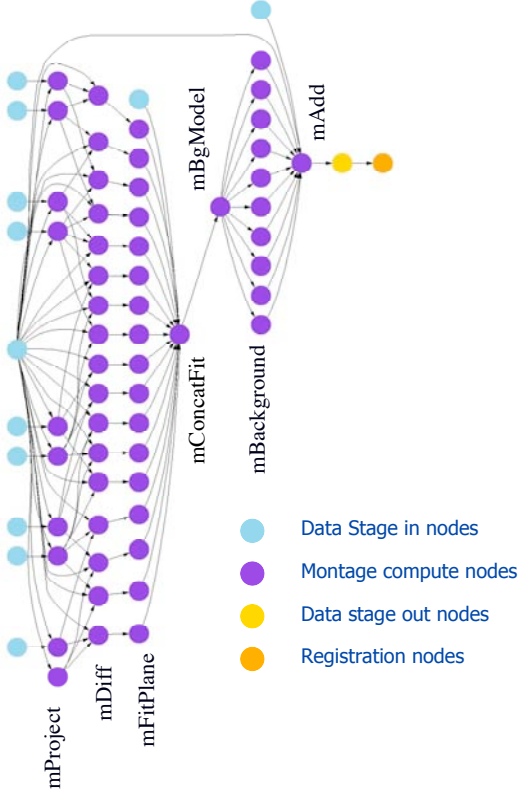 mProject
mDiff
mFitPlane
mConcatFit
mBgModel
mBackground
mAdd
Data Stage in nodes
Montage compute nodes
Data stage out nodes
Registration nodes